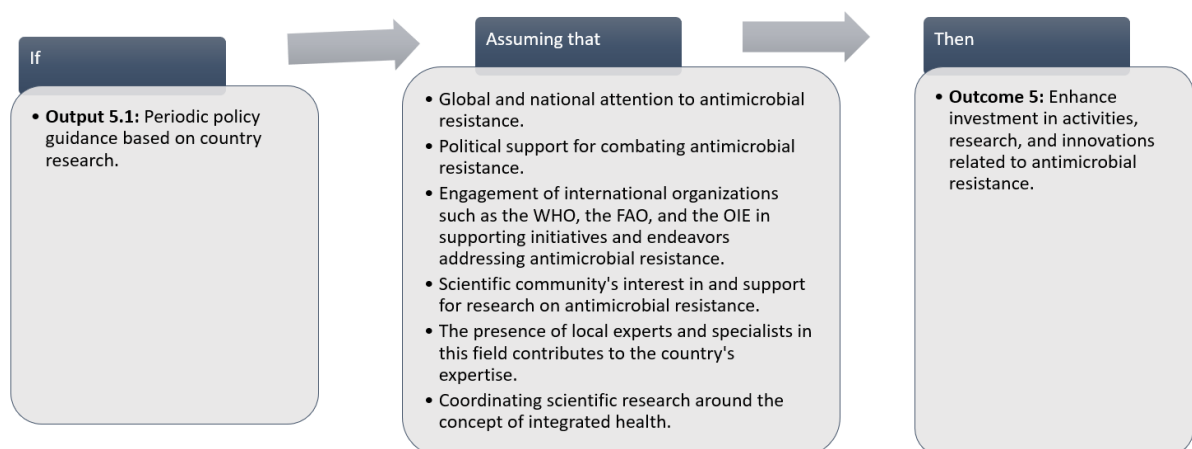 If
• Output 5.1: Periodic policy
guidance based on country
research.
Assuming that
• Global and national attention to antimicrobial
resistance.
• Political support for combating antimicrobial
resistance.
• Engagement of international organizations
such as the WHO, the FAO, and the OIE in
supporting initiatives and endeavors
addressing antimicrobial resistance.
• Scientific community's interest in and support
for research on antimicrobial resistance.
• The presence of local experts and specialists in
this field contributes to the country's
expertise.
• Coordinating scientific research around the
concept of integrated health.
Then
• Outcome 5: Enhance
investment in activities,
research, and innovations
related to antimicrobial
resistance.